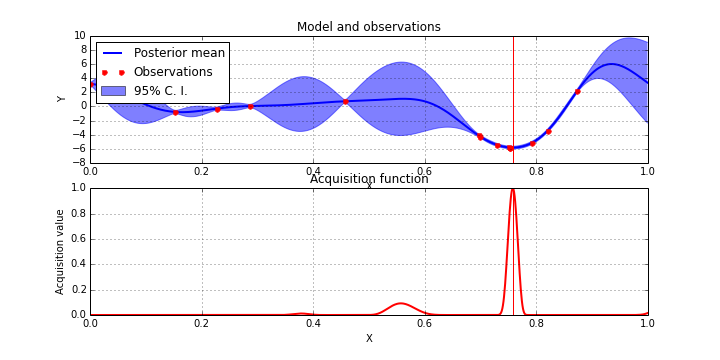 Model and observations
10
8
6
4
2
0
−2
−4
−6
−8
Y
Posterior mean
Observations
95% C. I.
0.0 0.2 0.4 0.6 0.8 1.0
X
Acquisition function
1.0
0.8
0.6
0.4
0.2
0.0
Acquisition value
0.0 0.2 0.4 0.6 0.8 1.0
X